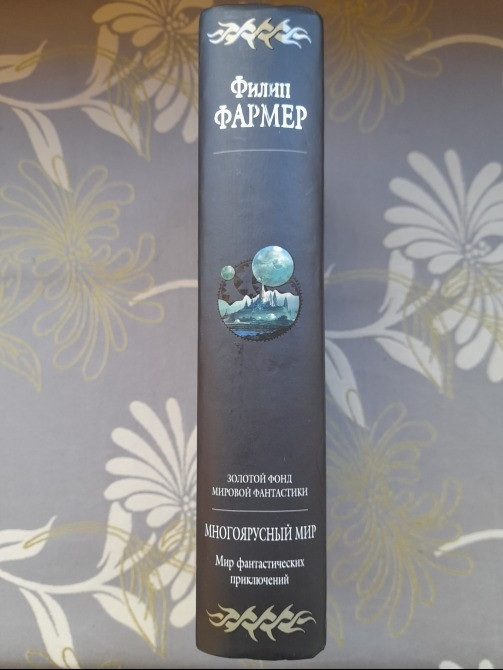 Филип
ФАРМЕР
ЗОЛОТОЙ ФОНД
МИРОВОЙ ФАНТАСТИКИ
МНОГОЯРУСНЫЙ МИР
Мир фантастических
приключений